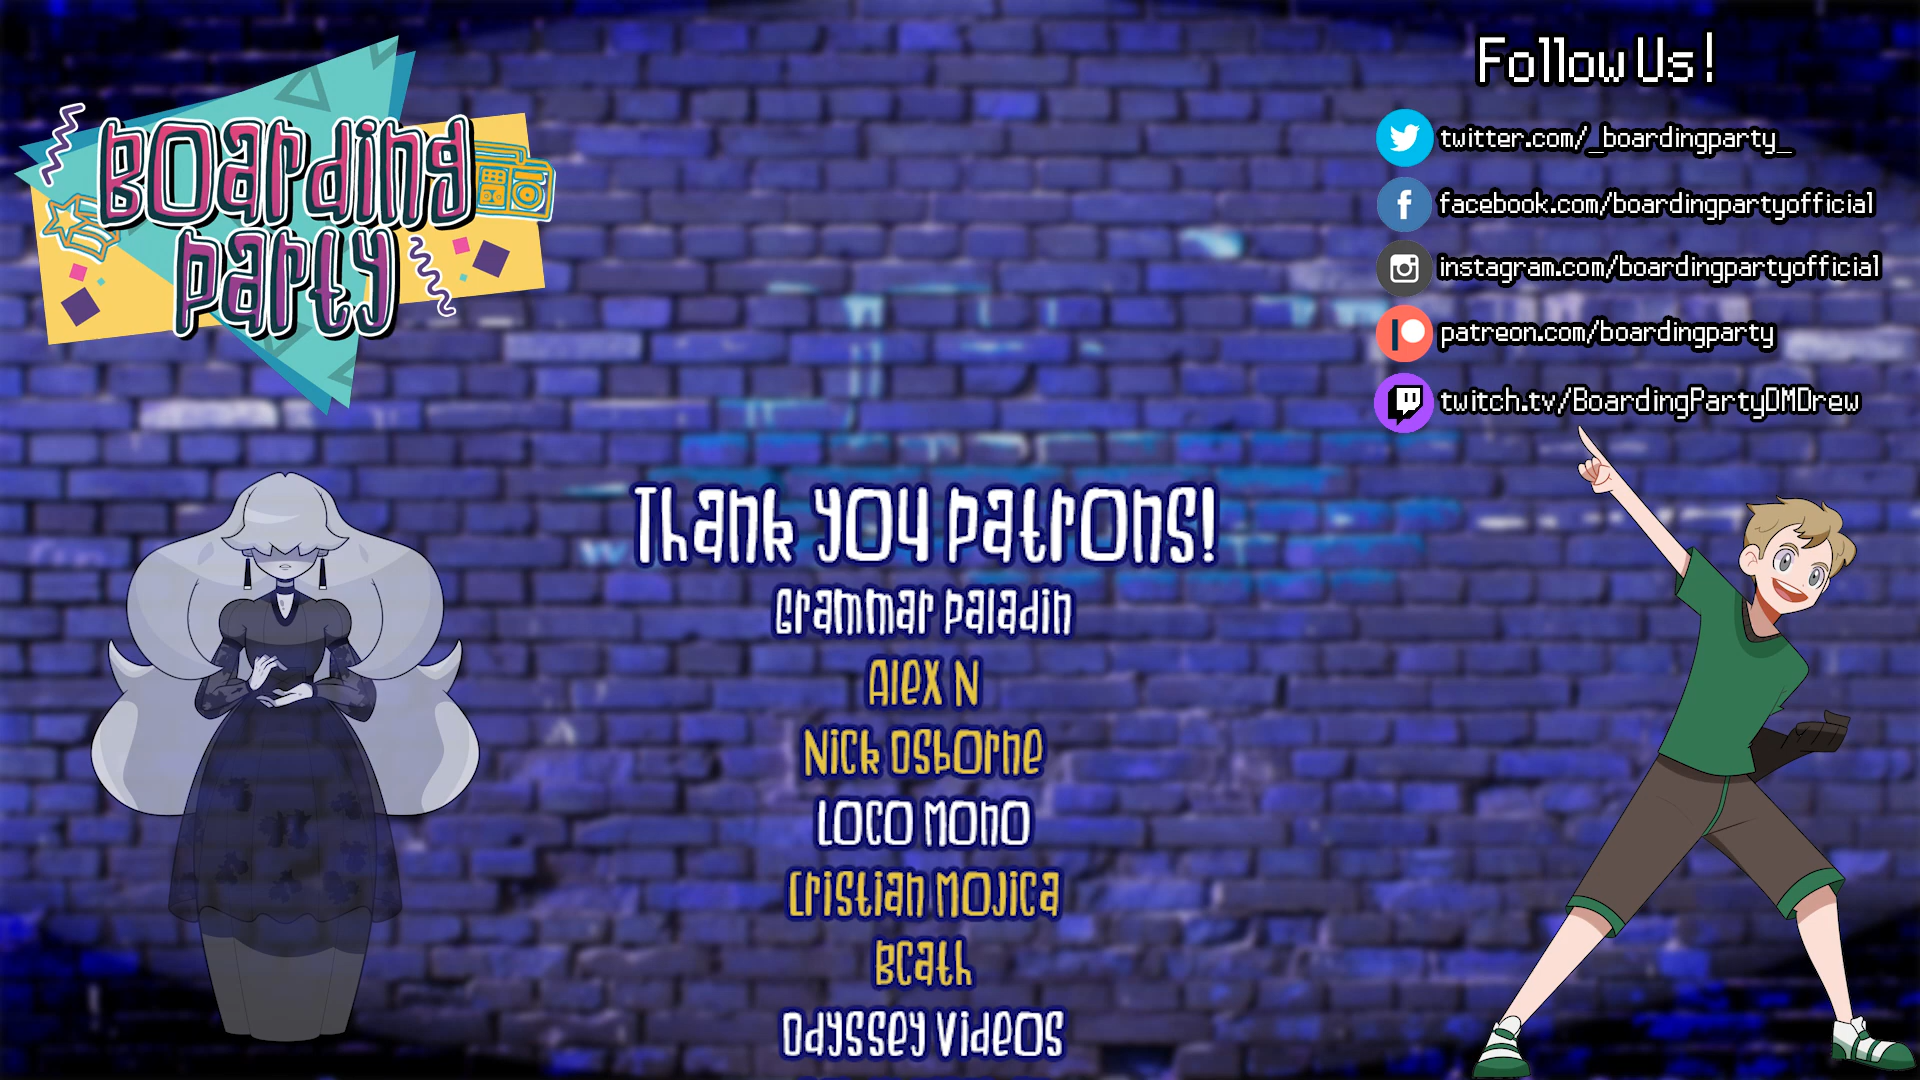 Boarding
Party
Follow Us!
twitter.com/_boardingparty_
facebook.com/boardingpartyofficial
instagram.com/boardingpartyofficial
patreon.com/boardingparty
twitch.tv/BoardingPartyDMDrew
Thank you patrons!
Grammar Paladin
Alex N
Nick Osborne
Loco Mono
Cristian Mojica
Bcath
Odyssey Videos